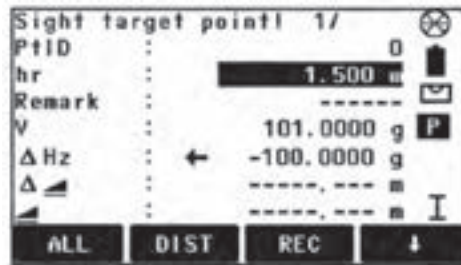 Sight target point! 1/
PtID : 0
hr : 1.500 m
Remark : ------
V : 101.0000 g
Δ Hz : ← -100.0000 g
Δ ◢ : -----.--- m
◢ : -----.--- m
P
I
ALL DIST REC ↓